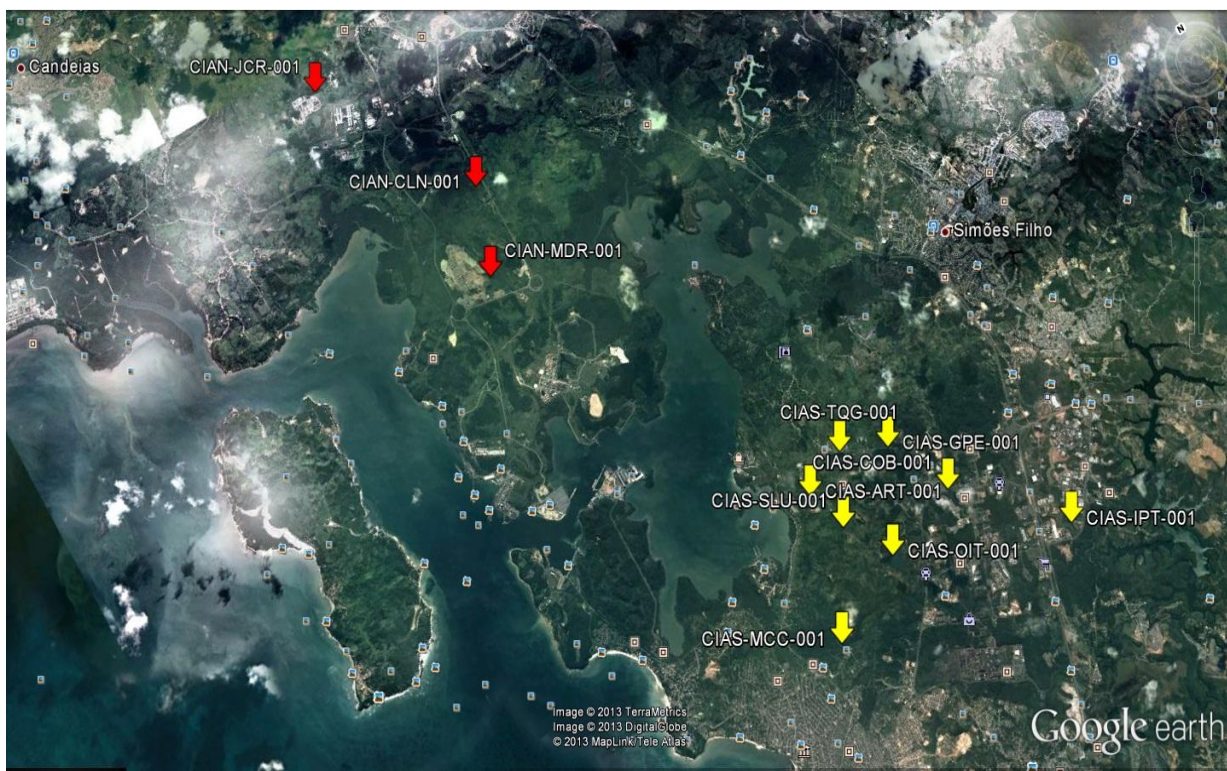 Candeias
CIAN-JCR-001
CIAN-CLN-001
CIAN-MDR-001
Simões Filho
CIAS-TQG-001
CIAS-GPE-001
CIAS-COB-001
CIAS-SLU-001
CIAS-ART-001
CIAS-IPT-001
CIAS-OIT-001
CIAS-MCC-001
Image © 2013 TerraMetrics
Image © 2013 DigitalGlobe
© 2013 MapLink/Tele Atlas
Google earth
N